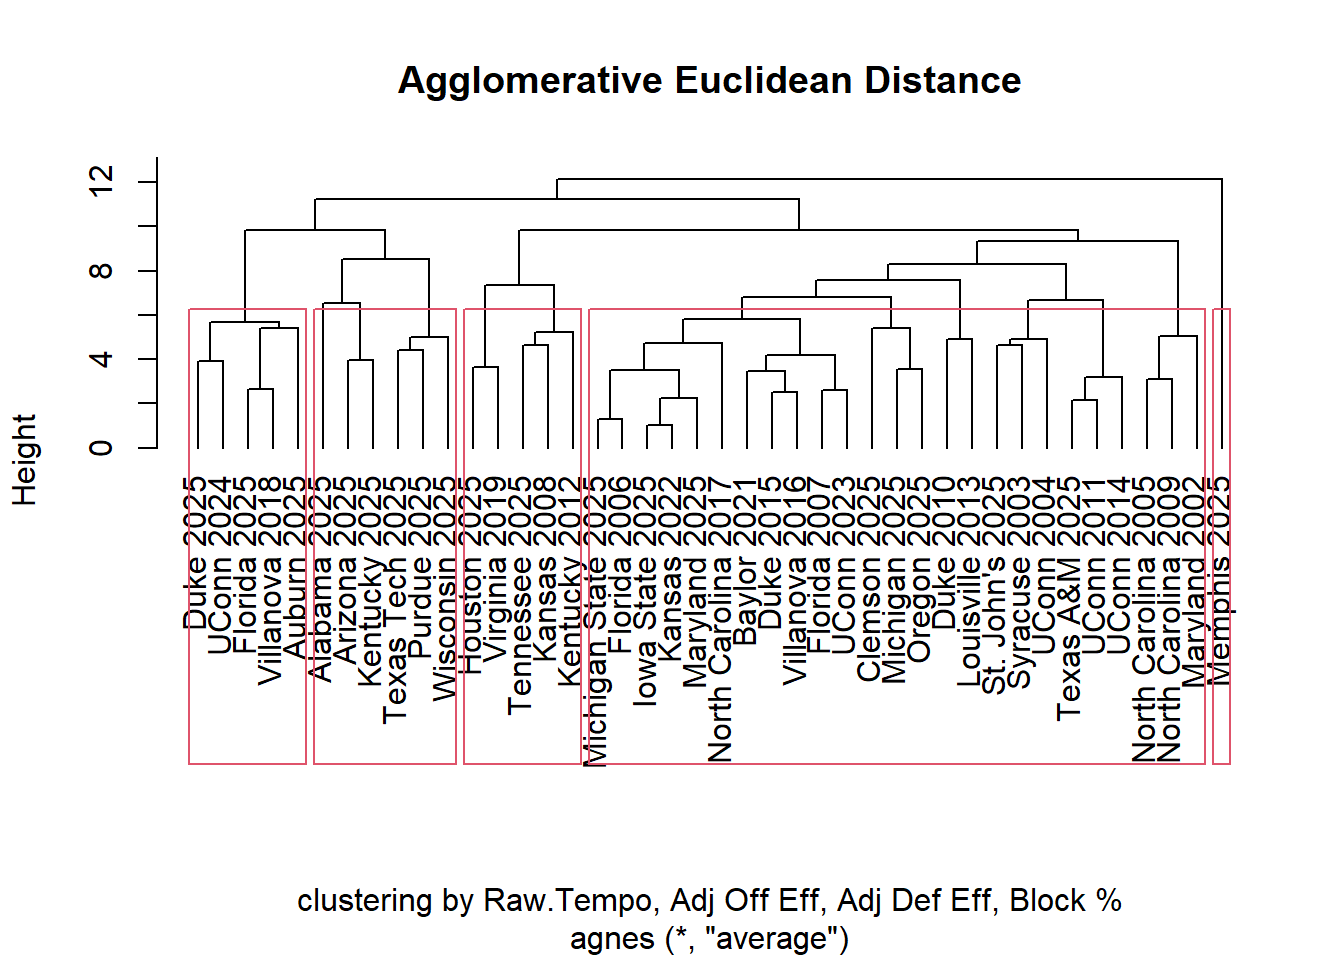 Agglomerative Euclidean Distance
Height
12
8
4
0
Duke 2025
UConn 2024
Florida 2025
Villanova 2018
Auburn 2025
Alabama 2025
Arizona 2025
Kentucky 2025
Texas Tech 2025
Purdue 2025
Wisconsin 2025
Houston 2025
Virginia 2019
Tennessee 2025
Kansas 2008
Kentucky 2012
Michigan State 2025
Florida 2006
Iowa State 2025
Kansas 2022
Maryland 2025
North Carolina 2017
Baylor 2021
Duke 2015
Villanova 2016
Florida 2007
UConn 2023
Clemson 2025
Michigan 2025
Oregon 2025
Duke 2010
Louisville 2013
St. John's 2025
Syracuse 2003
UConn 2004
Texas A&M 2025
UConn 2011
UConn 2014
North Carolina 2005
North Carolina 2009
Maryland 2002
Memphis 2025
clustering by Raw.Tempo, Adj Off Eff, Adj Def Eff, Block %
agnes (*, "average")